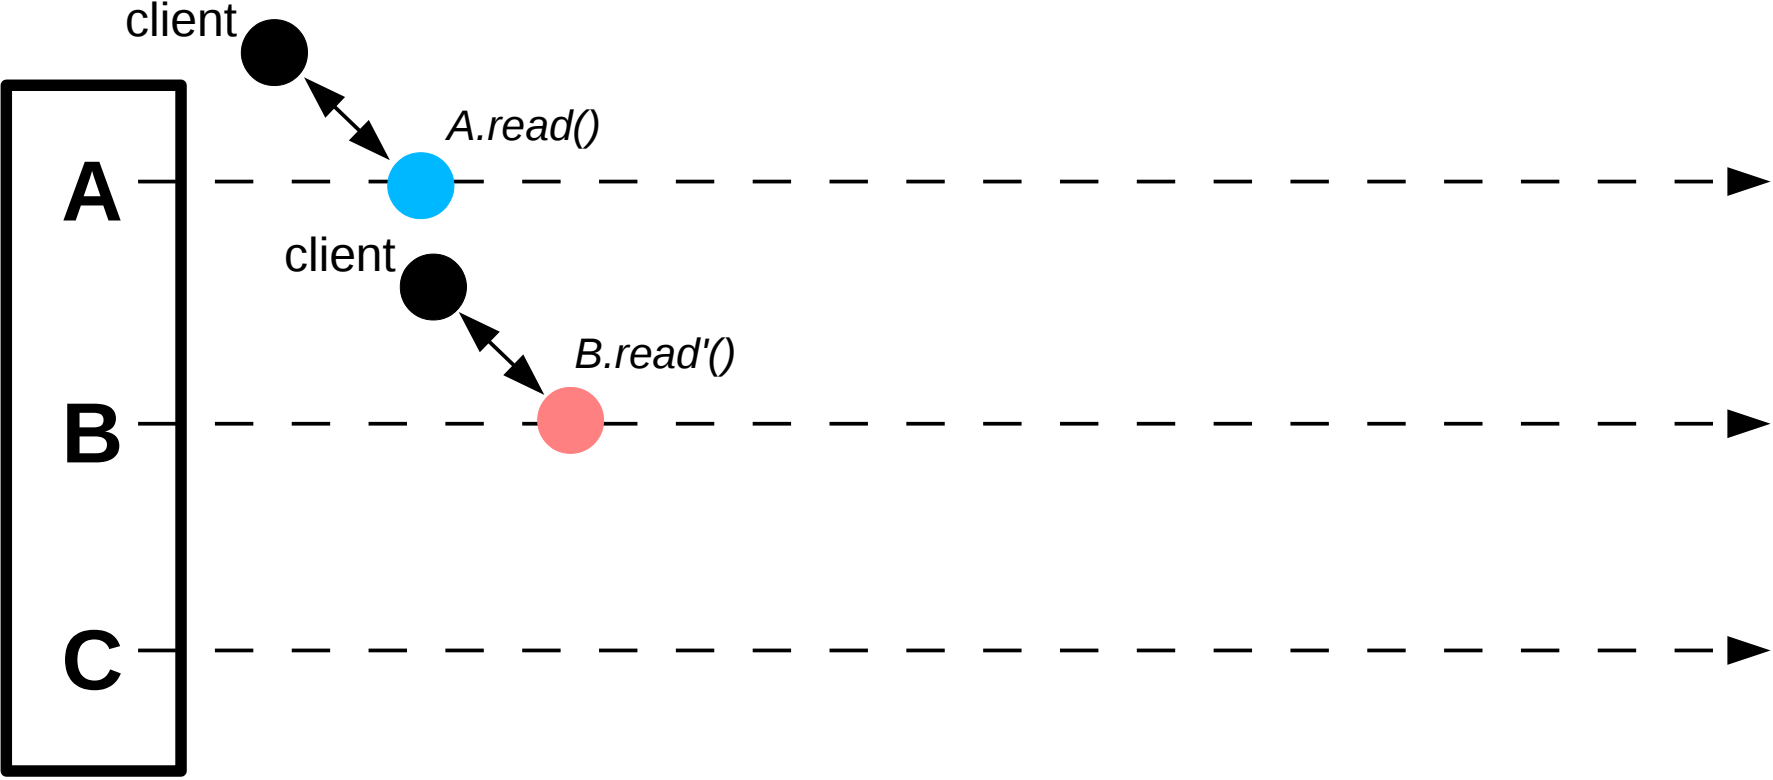 client
A.read()
A
client
B.read'()
B
C